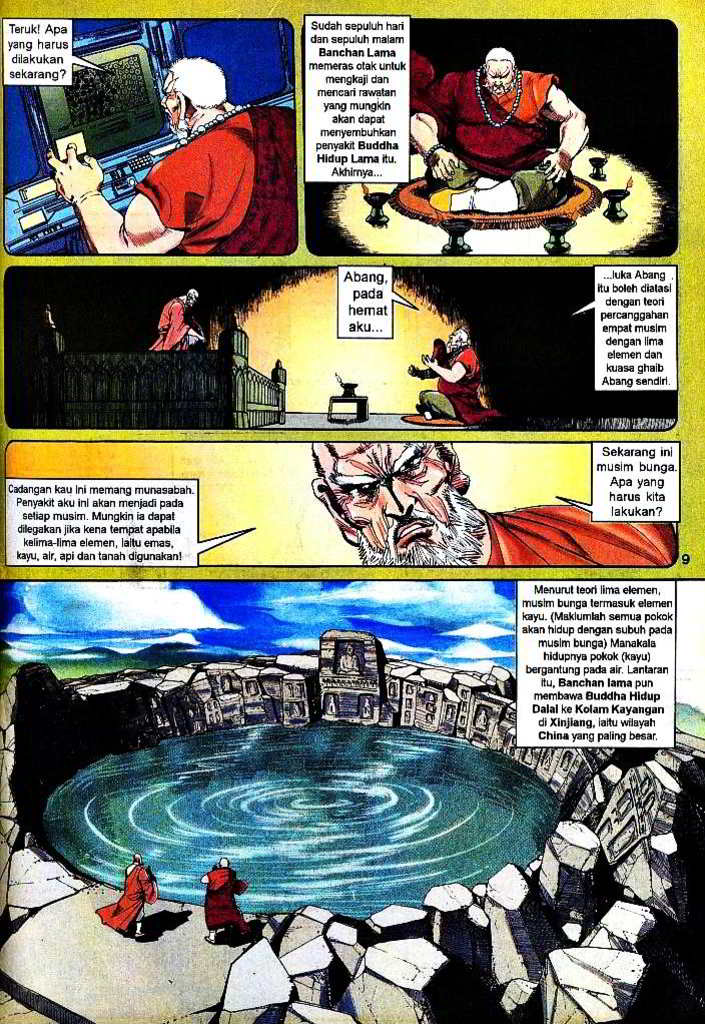 Teruk! Apa
yang harus
dilakukan
sekarang?
Sudah sepuluh hari
dan sepuluh malam
Banchan Lama
memeras otak untuk
mengkaji dan
mencari rawatan
yang mungkin
akan dapat
menyembuhkan
penyakit Buddha
Hidup Lama itu.
Akhirnya...
Abang,
pada
hemat
aku...
...luka Abang
itu boleh diatasi
dengan teori
percanggahan
empat musim
dengan lima
elemen dan
kuasa ghaib
Abang sendiri.
Cadangan kau ini memang munasabah.
Penyakit aku ini akan menjadi pada
setiap musim. Mungkin ia dapat
dilegakan jika kena tempat apabila
kelima-lima elemen, iaitu emas,
kayu, air, api dan tanah digunakan!
Sekarang ini
musim bunga.
Apa yang
harus kita
lakukan?
9
Menurut teori lima elemen,
musim bunga termasuk elemen
kayu. (Maklumlah semua pokok
akan hidup dengan subuh pada
musim bunga) Manakala
hidupnya pokok (kayu)
bergantung pada air. Lantaran
itu, Banchan lama pun
membawa Buddha Hidup
Dalal ke Kolam Kayangan
di Xinjiang, iaitu wilayah
China yang paling besar.